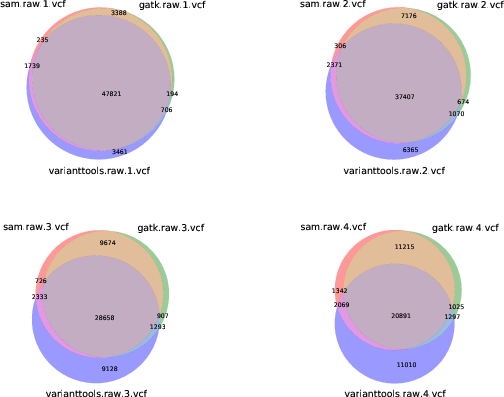 sam.raw.1.vcf
gatk.raw.1.vcf
3388
235
1739
47821
194
706
3461
varianttools.raw.1.vcf
sam.raw.2.vcf
gatk.raw.2.vcf
7176
306
2371
37407
674
1070
6365
varianttools.raw.2.vcf
sam.raw.3.vcf
gatk.raw.3.vcf
9674
726
2333
28658
907
1293
9128
varianttools.raw.3.vcf
sam.raw.4.vcf
gatk.raw.4.vcf
11215
1342
2069
20891
1025
1297
11010
varianttools.raw.4.vcf